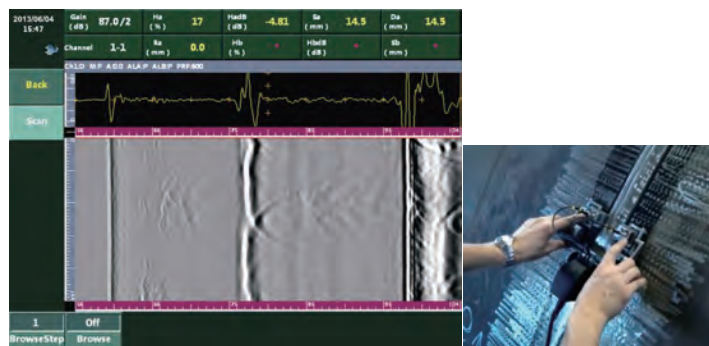 2013/06/04
15:47
Gain
(dB)
87.0/2
Ha
(%)
17
HadB
(dB)
-4.81
Sa
(mm)
14.5
Da
(mm)
14.5
Channel
1-1
Ra
(mm)
0.0
Hb
(%)
*
HbdB
(dB)
*
Sb
(mm)
*
PRF:600
Back
Scan
1
Off
BrowseStep
Browse